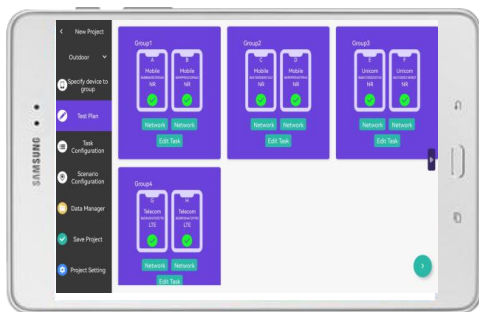 SAMSUNG
New Project
Outdoor
Specify device to
group
Test Plan
Task
Configuration
Scenario
Configuration
Data Manager
Save Project
Project Setting
Group1
A
Mobile
NR
Network
B
Mobile
NR
Network
Edit Task
Group2
C
Mobile
NR
Network
D
Mobile
NR
Network
Edit Task
Group3
E
Unicom
NR
Network
F
Unicom
NR
Network
Edit Task
Group4
G
Telecom
LTE
Network
H
Telecom
LTE
Network
Edit Task